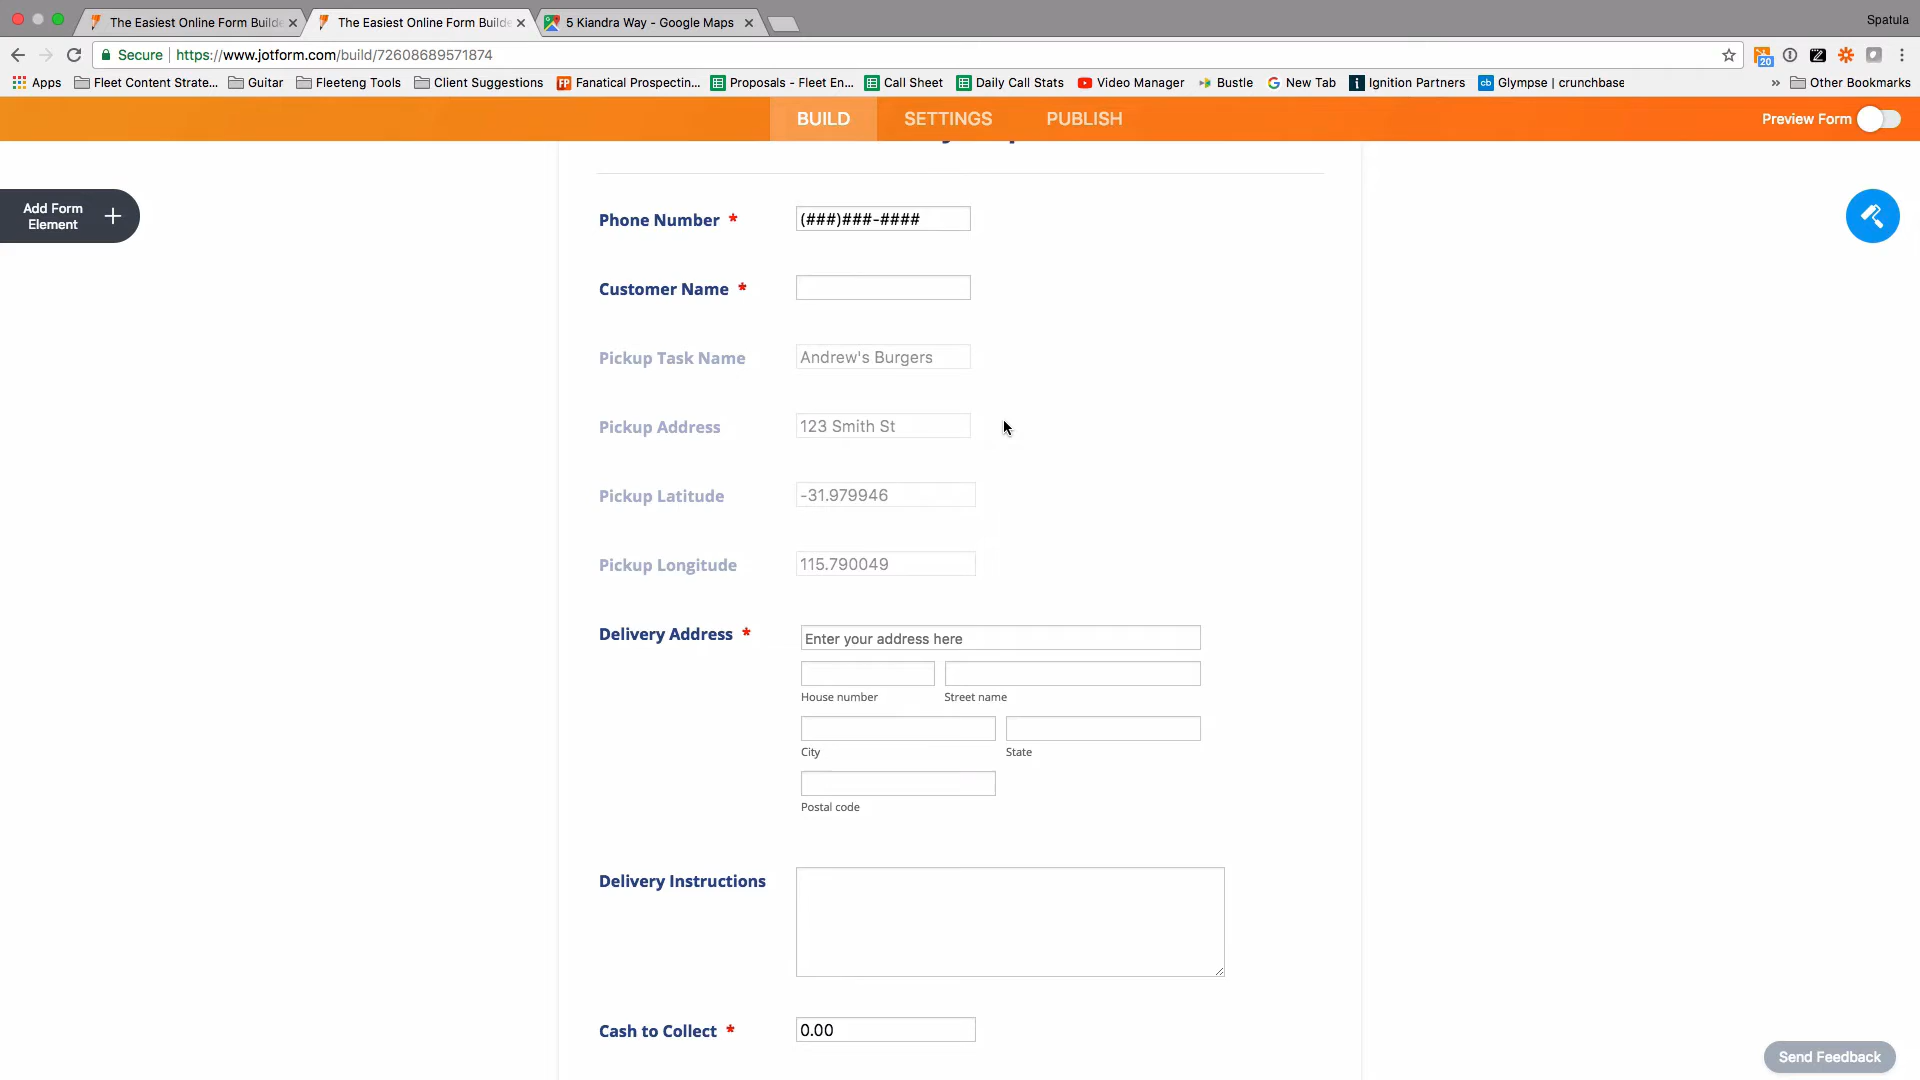 The Easiest Online Form Builde
The Easiest Online Form Builde
5 Kiandra Way - Google Maps
Spatula
Secure
https://www.jotform.com/build/72608689571874
20
Apps
Fleet Content Strate...
Guitar
Fleeteng Tools
Client Suggestions
FP
Fanatical Prospectin...
Proposals - Fleet En...
Call Sheet
Daily Call Stats
Video Manager
Bustle
New Tab
Ignition Partners
cb
Glympse | crunchbase
»
Other Bookmarks
BUILD
SETTINGS
PUBLISH
Preview Form
Add Form
Element
Phone Number *
(###)###-####
Customer Name *
Pickup Task Name
Andrew's Burgers
Pickup Address
123 Smith St
Pickup Latitude
-31.979946
Pickup Longitude
115.790049
Delivery Address *
Enter your address here
House number
Street name
City
State
Postal code
Delivery Instructions
Cash to Collect *
0.00
Send Feedback